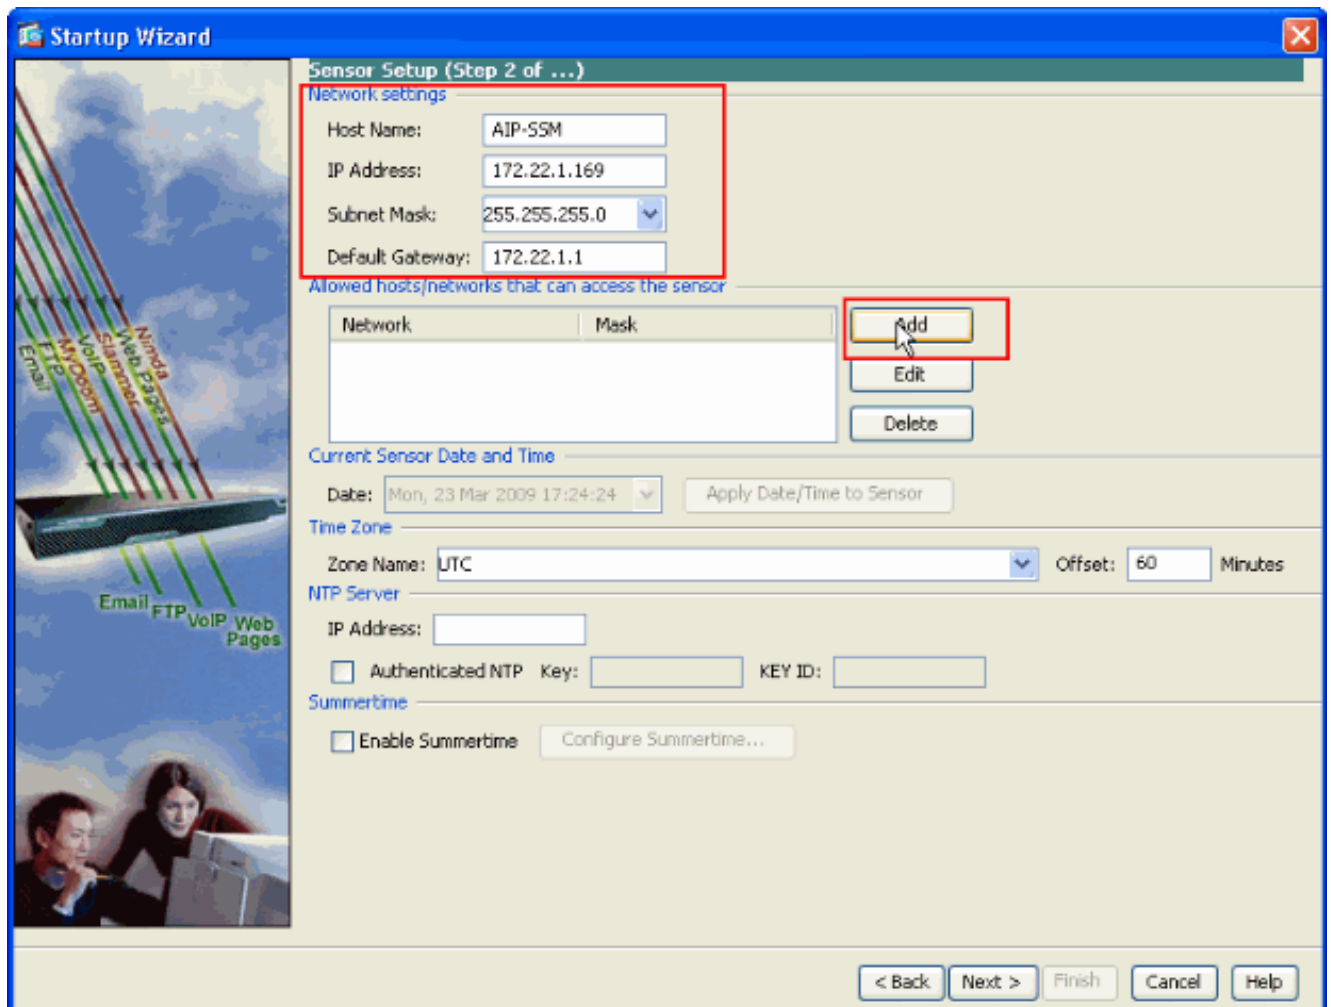 Startup Wizard
Sensor Setup (Step 2 of ...)
Network settings
Host Name: AIP-SSM
IP Address: 172.22.1.169
Subnet Mask: 255.255.255.0
Default Gateway: 172.22.1.1
Allowed hosts/networks that can access the sensor
Network Mask
Add
Edit
Delete
Current Sensor Date and Time
Date: Mon, 23 Mar 2009 17:24:24 Apply Date/Time to Sensor
Time Zone
Zone Name: UTC Offset: 60 Minutes
NTP Server
IP Address:
Authenticated NTP Key: KEY ID:
Summertime
Enable Summertime Configure Summertime...
Email
FTP
MyDoom
VoIP
Slammer
Web Pages
Nimda
Email FTP VoIP Web Pages
< Back Next > Finish Cancel Help